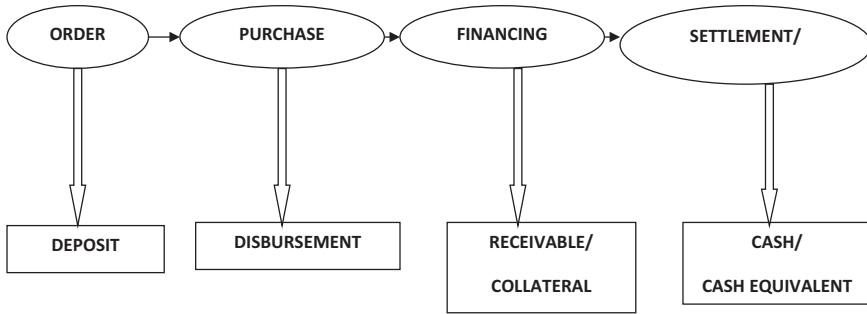 ORDER
PURCHASE
FINANCING
SETTLEMENT/
DEPOSIT
DISBURSEMENT
RECEIVABLE/
COLLATERAL
CASH/
CASH EQUIVALENT